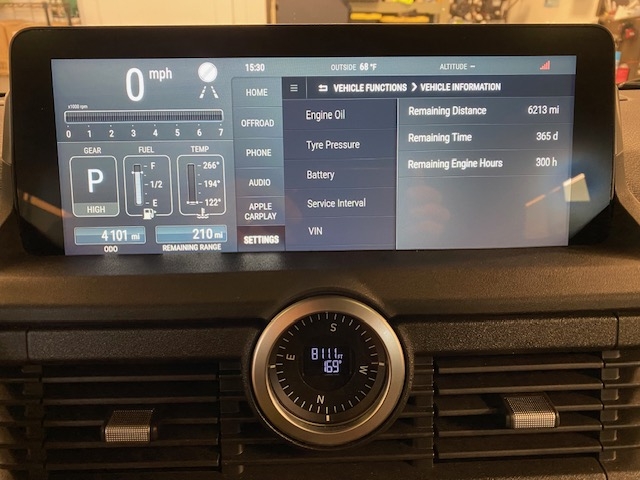 15:30 OUTSIDE 68 °F ALTITUDE --
0 mph
x1000 rpm
0 1 2 3 4 5 6 7
GEAR FUEL TEMP
P
HIGH
F
1/2
E
266°
194°
122°
4101 mi
ODO
210 mi
REMAINING RANGE
HOME
OFFROAD
PHONE
AUDIO
APPLE
CARPLAY
SETTINGS
VEHICLE FUNCTIONS > VEHICLE INFORMATION
Engine Oil
Tyre Pressure
Battery
Service Interval
VIN
Remaining Distance 6213 mi
Remaining Time 365 d
Remaining Engine Hours 300 h
S
E
W
N
8111 FT
169°